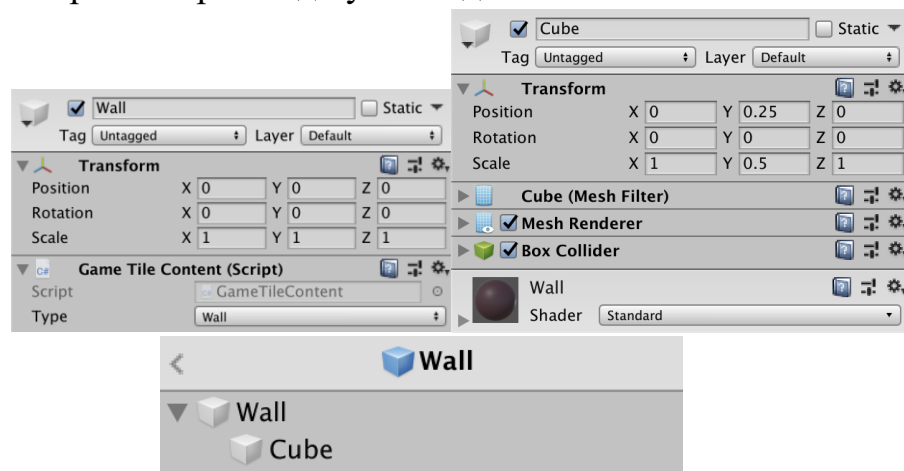 Wall
Static
Tag Untagged Layer Default
Transform
Position X 0 Y 0 Z 0
Rotation X 0 Y 0 Z 0
Scale X 1 Y 1 Z 1
Game Tile Content (Script)
Script GameTileContent
Type Wall
Cube
Static
Tag Untagged Layer Default
Transform
Position X 0 Y 0.25 Z 0
Rotation X 0 Y 0 Z 0
Scale X 1 Y 0.5 Z 1
Cube (Mesh Filter)
Mesh Renderer
Box Collider
Wall
Shader Standard
Wall
Wall
Cube